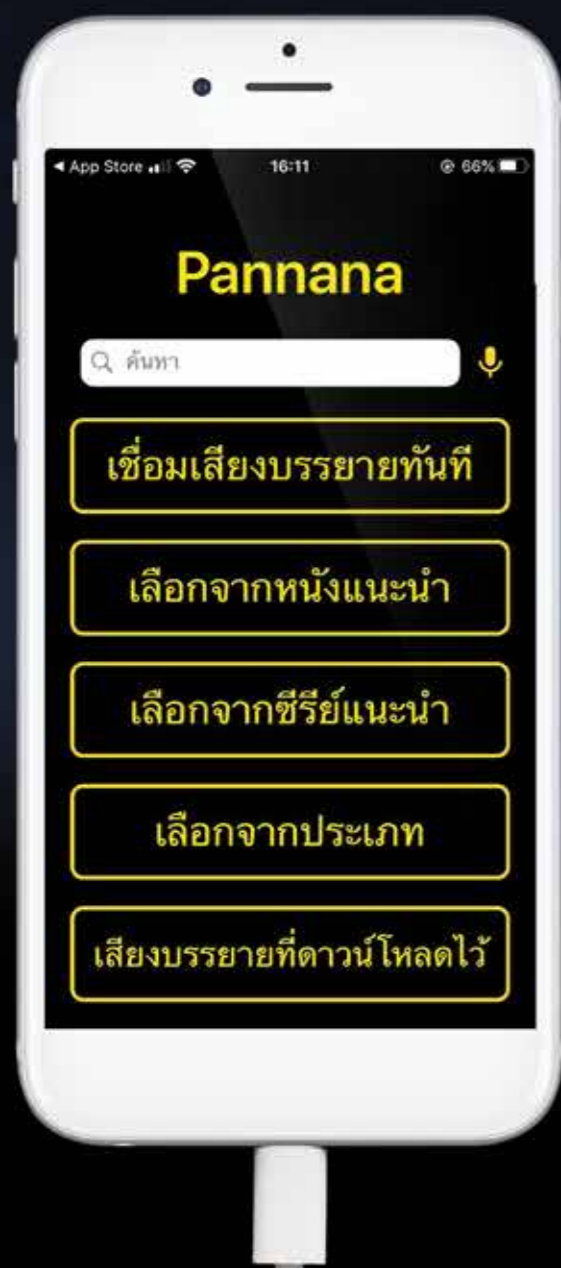 App Store 16:11 66%
Pannana
ค้นหา
เชื่อมเสียงบรรยายทันที
เลือกจากหนังแนะนำ
เลือกจากซีรีย์แนะนำ
เลือกจากประเภท
เสียงบรรยายที่ดาวน์โหลดไว้